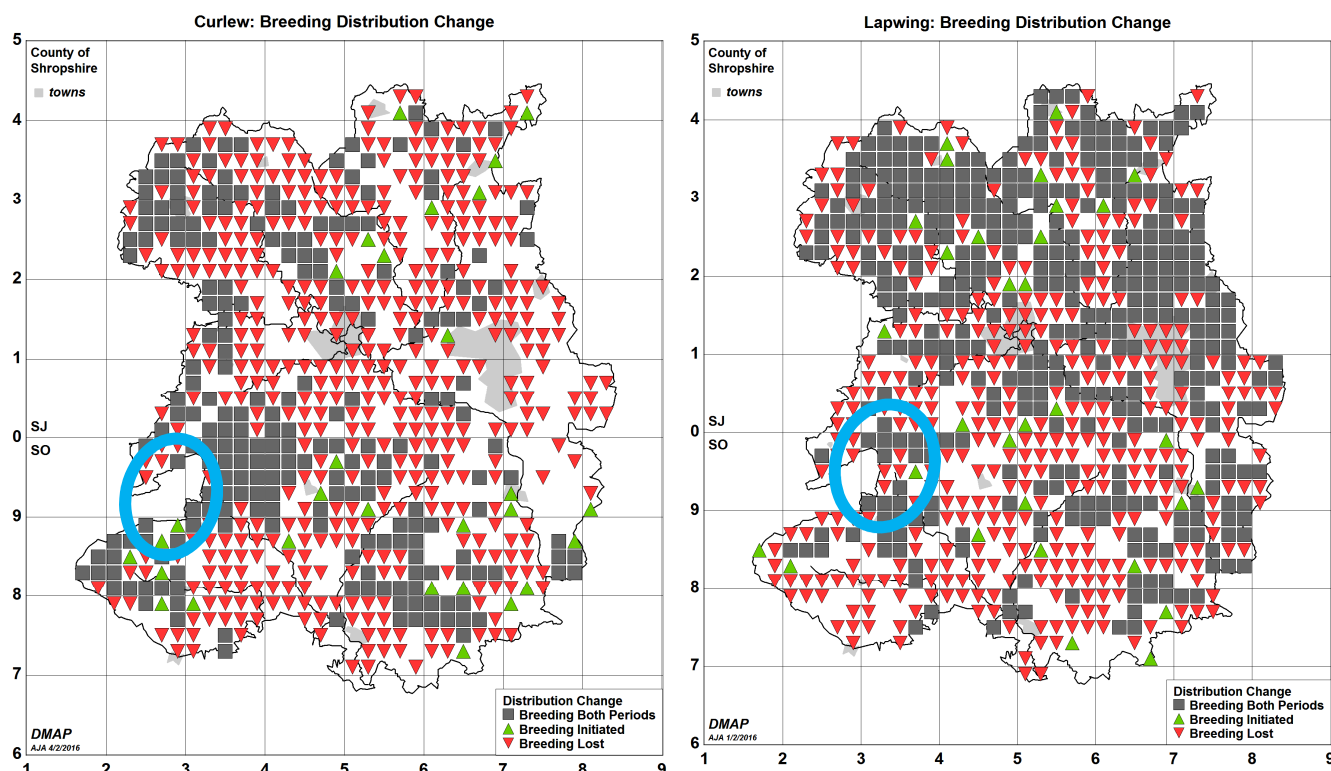 Curlew: Breeding Distribution Change
5
County of
Shropshire
towns
4
3
2
1
SJ
0
SO
9
8
7
Distribution Change
Breeding Both Periods
Breeding Initiated
Breeding Lost
DMAP
AJA 4/2/2016
6
1 2 3 4 5 6 7 8 9
Lapwing: Breeding Distribution Change
5
County of
Shropshire
towns
4
3
2
1
SJ
0
SO
9
8
7
Distribution Change
Breeding Both Periods
Breeding Initiated
Breeding Lost
DMAP
AJA 1/2/2016
6
1 2 3 4 5 6 7 8 9